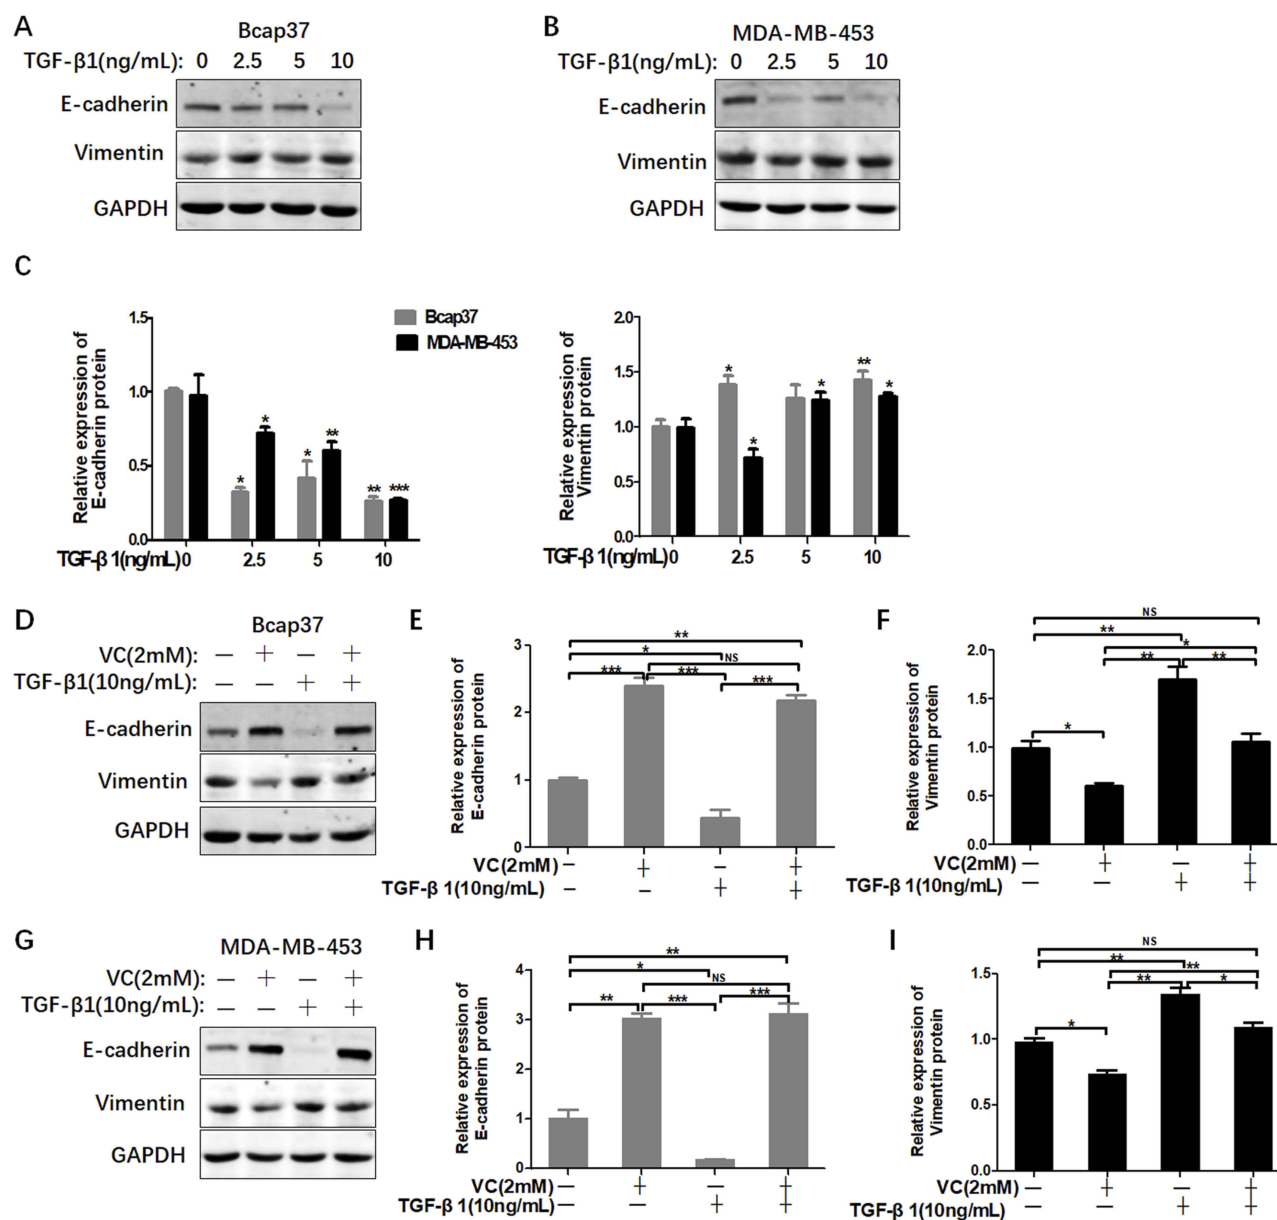 A
Bcap37
TGF-β1(ng/mL): 0 2.5 5 10
E-cadherin
Vimentin
GAPDH
B
MDA-MB-453
TGF-β1(ng/mL): 0 2.5 5 10
E-cadherin
Vimentin
GAPDH
C
Relative expression of
E-cadherin protein
1.5
1.0
0.5
0.0
* * * ** ** ***
TGF-β 1(ng/mL) 0 2.5 5 10
Bcap37
MDA-MB-453
Relative expression of
Vimentin protein
2.0
1.5
1.0
0.5
0.0
* * * ** *
TGF-β 1(ng/mL) 0 2.5 5 10
D
Bcap37
VC(2mM): — + — +
TGF-β1(10ng/mL): — — + +
E-cadherin
Vimentin
GAPDH
E
Relative expression of
E-cadherin protein
3
2
1
0
**
*
NS
*** *** ***
VC(2mM) — + — +
TGF-β 1(10ng/mL) — — + +
F
Relative expression of
Vimentin protein
2.0
1.5
1.0
0.5
0.0
NS
**
*
** **
*
VC(2mM) — + — +
TGF-β 1(10ng/mL) — — + +
G
MDA-MB-453
VC(2mM): — + — +
TGF-β1(10ng/mL): — — + +
E-cadherin
Vimentin
GAPDH
H
Relative expression of
E-cadherin protein
4
3
2
1
0
**
*
NS
** *** ***
VC(2mM) — + — +
TGF-β 1(10ng/mL) — — + +
I
Relative expression of
Vimentin protein
1.5
1.0
0.5
0.0
NS
**
**
** *
*
VC(2mM) — + — +
TGF-β 1(10ng/mL) — — + +